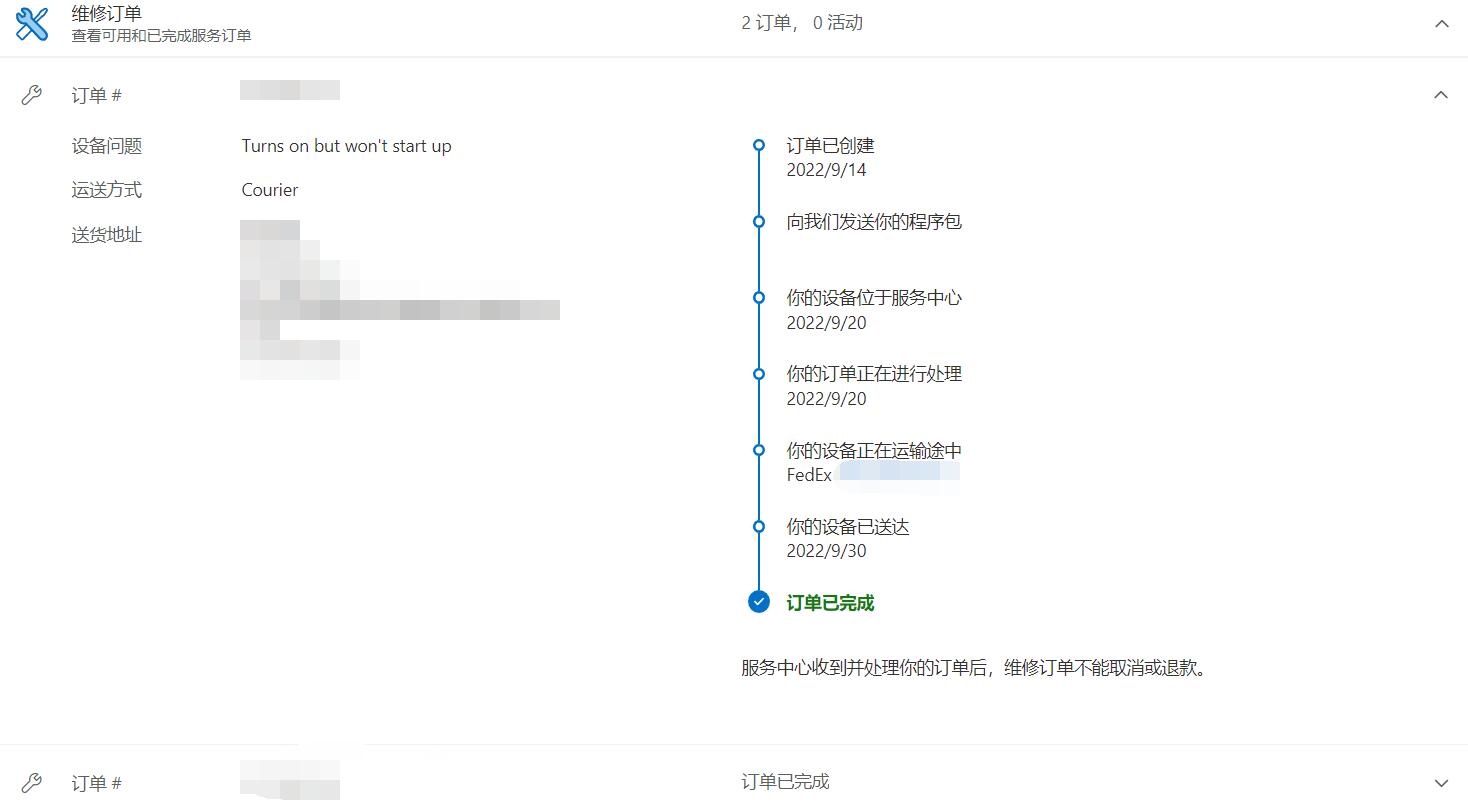 维修订单
查看可用和已完成服务订单
2 订单， 0 活动
订单 #
设备问题
Turns on but won't start up
运送方式
Courier
送货地址
订单已创建
2022/9/14
向我们发送你的程序包
你的设备位于服务中心
2022/9/20
你的订单正在进行处理
2022/9/20
你的设备正在运输途中
FedEx
你的设备已送达
2022/9/30
订单已完成
服务中心收到并处理你的订单后，维修订单不能取消或退款。
订单 #
订单已完成